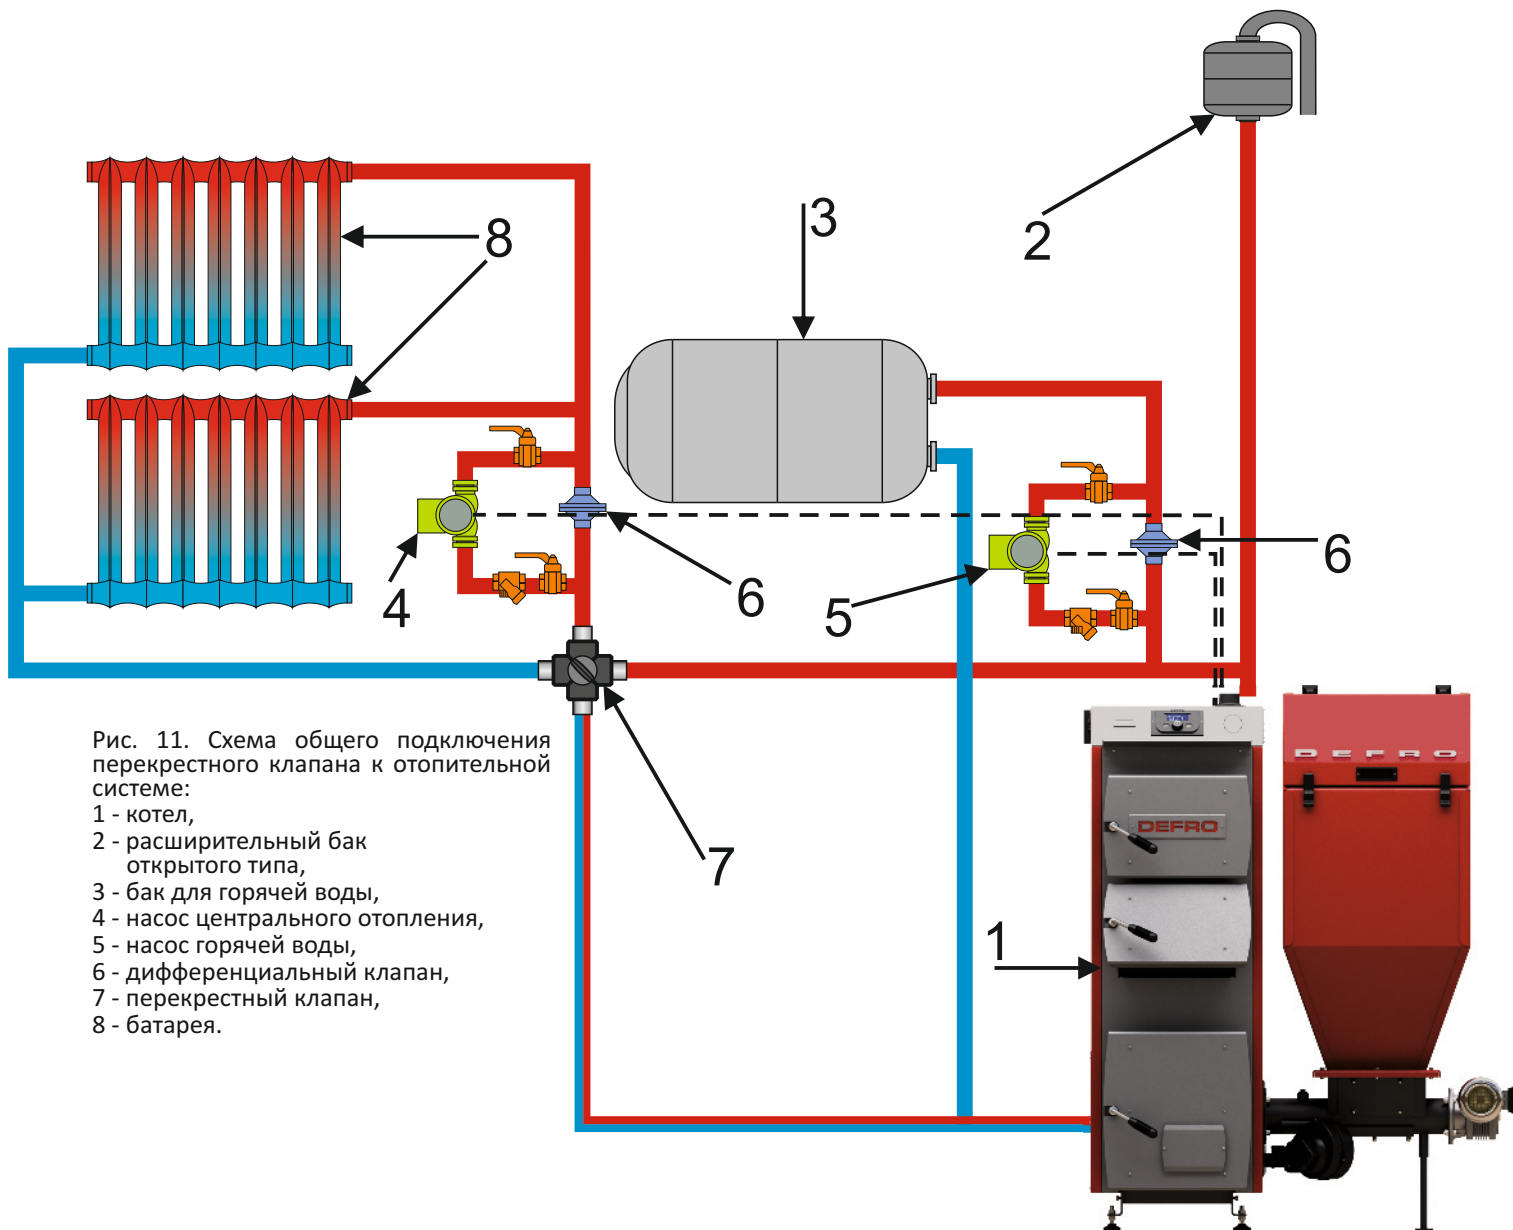 2
3
8
6
6
4
5
7
1
Рис. 11. Схема общего подключения
перекрестного клапана к отопительной
системе:
1 - котел,
2 - расширительный бак
открытого типа,
3 - бак для горячей воды,
4 - насос центрального отопления,
5 - насос горячей воды,
6 - дифференциальный клапан,
7 - перекрестный клапан,
8 - батарея.
DEFRO
DEFRO